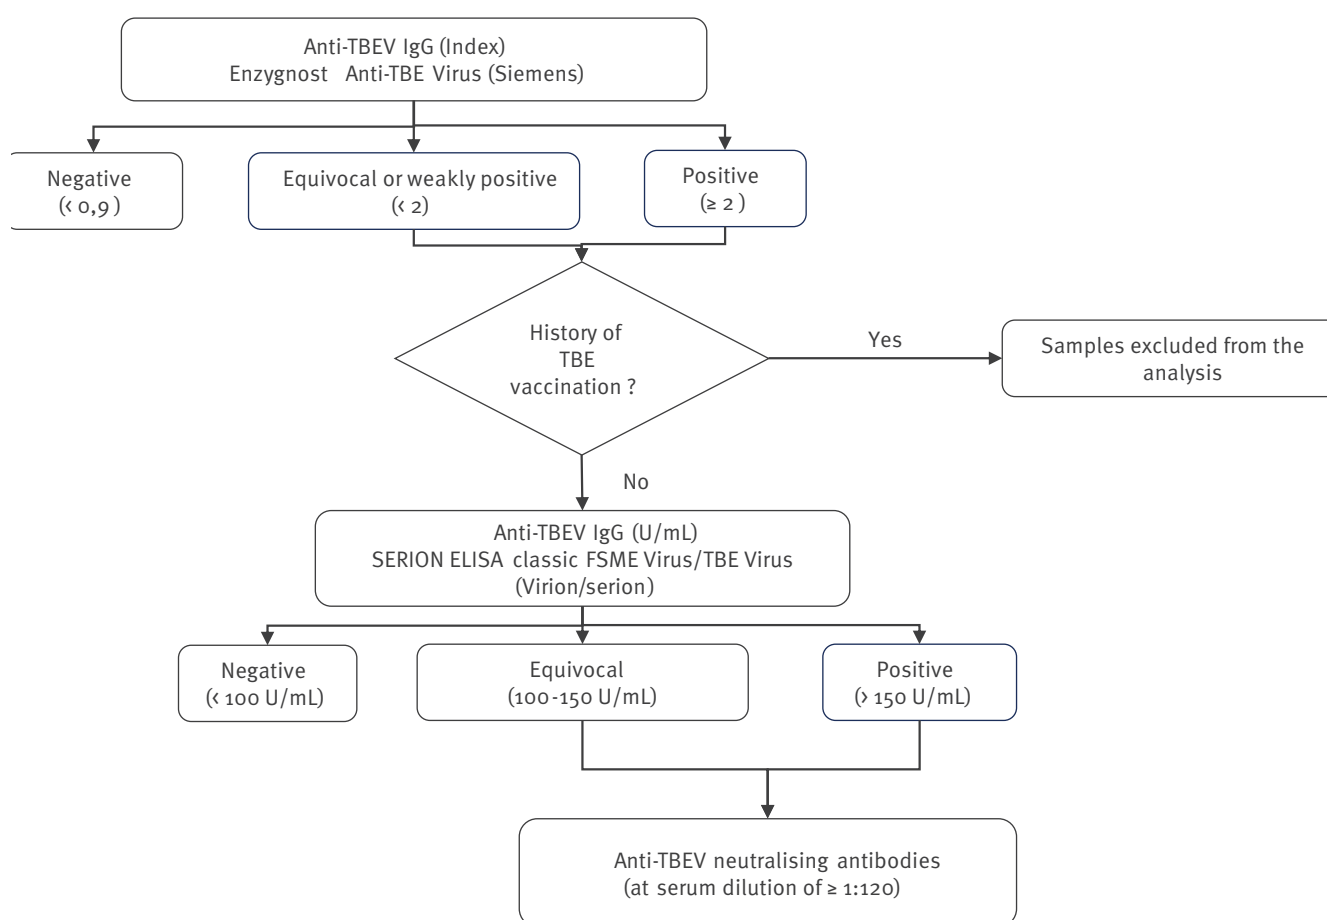 Anti-TBEV IgG (Index)
Enzygnost Anti-TBE Virus (Siemens)
Negative
(< 0,9 )
Equivocal or weakly positive
(< 2)
Positive
(≥ 2 )
History of
TBE
vaccination ?
Yes
Samples excluded from the
analysis
No
Anti-TBEV IgG (U/mL)
SERION ELISA classic FSME Virus/TBE Virus
(Virion/serion)
Negative
(< 100 U/mL)
Equivocal
(100-150 U/mL)
Positive
(> 150 U/mL)
Anti-TBEV neutralising antibodies
(at serum dilution of ≥ 1:120)